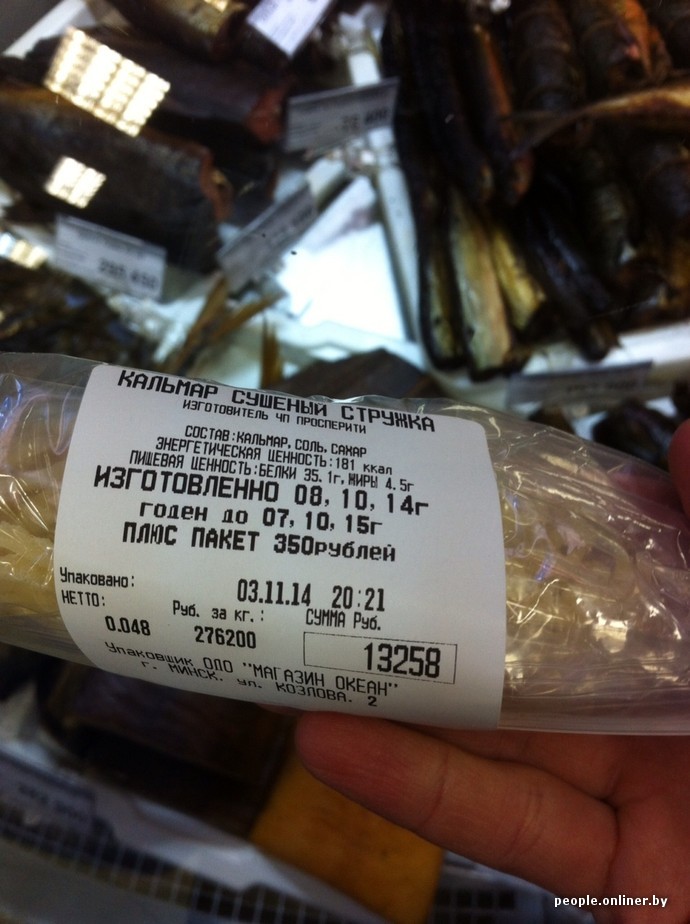 КАЛЬМАР СУШЕНЫЙ СТРУЖКА
ИЗГОТОВИТЕЛЬ ЧП ПРОСПЕРИТИ
СОСТАВ:КАЛЬМАР, СОЛЬ, САХАР
ЭНЕРГЕТИЧЕСКАЯ ЦЕННОСТЬ:181 ккал
ПИЩЕВАЯ ЦЕННОСТЬ:БЕЛКИ 35.1г,ЖИРЫ 4.5г
ИЗГОТОВЛЕННО 08, 10, 14г
ГОДЕН ДО 07, 10, 15г
ПЛЮС ПАКЕТ 350рублей
Упаковано: 03.11.14 20:21
НЕТТО: Руб. за кг.: СУММА Руб.
0.048 276200 13258
Упаковщик ОЛО "МАГАЗИН ОКЕАН"
г. МИНСК. ул. КОЗЛОВА. 2
people.onliner.by